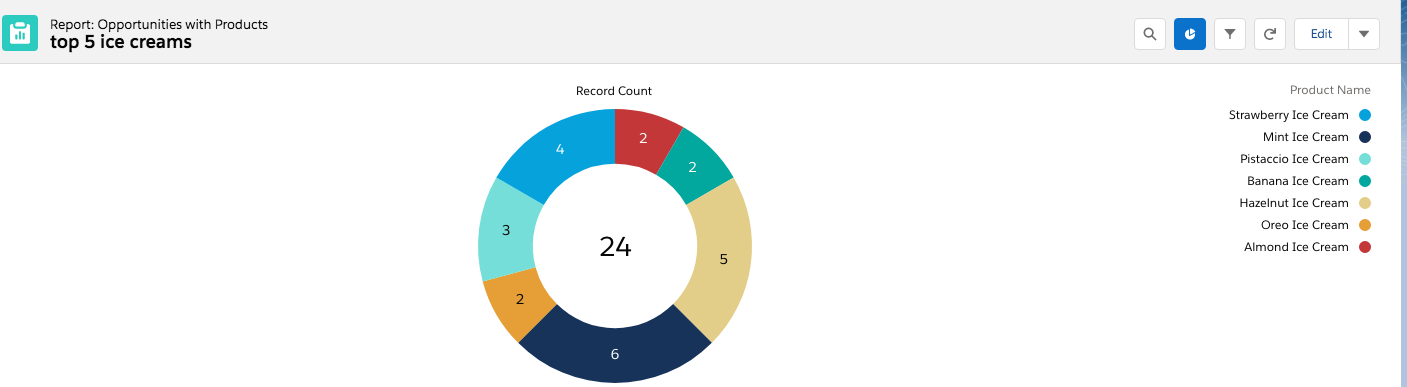 Report: Opportunities with Products
top 5 ice creams
Edit
Record Count
2
2
5
6
2
3
4
24
Product Name
Strawberry Ice Cream
Mint Ice Cream
Pistaccio Ice Cream
Banana Ice Cream
Hazelnut Ice Cream
Oreo Ice Cream
Almond Ice Cream